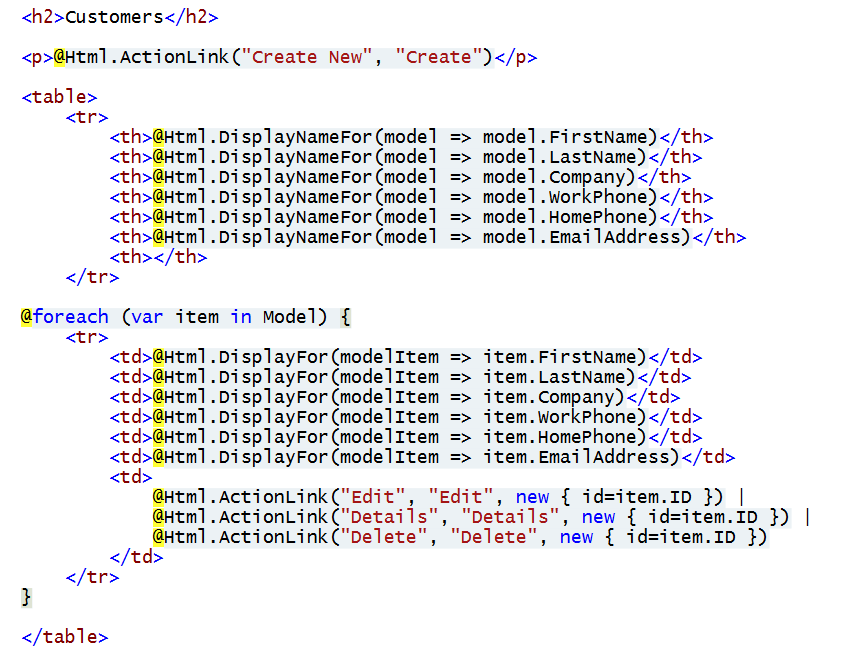 <h2>Customers</h2>
<p>@Html.ActionLink("Create New", "Create")</p>
<table>
<tr>
<th>@Html.DisplayNameFor(model => model.FirstName)</th>
<th>@Html.DisplayNameFor(model => model.LastName)</th>
<th>@Html.DisplayNameFor(model => model.Company)</th>
<th>@Html.DisplayNameFor(model => model.WorkPhone)</th>
<th>@Html.DisplayNameFor(model => model.HomePhone)</th>
<th>@Html.DisplayNameFor(model => model.EmailAddress)</th>
<th></th>
</tr>
@foreach (var item in Model) {
<tr>
<td>@Html.DisplayFor(modelItem => item.FirstName)</td>
<td>@Html.DisplayFor(modelItem => item.LastName)</td>
<td>@Html.DisplayFor(modelItem => item.Company)</td>
<td>@Html.DisplayFor(modelItem => item.WorkPhone)</td>
<td>@Html.DisplayFor(modelItem => item.HomePhone)</td>
<td>@Html.DisplayFor(modelItem => item.EmailAddress)</td>
<td>
@Html.ActionLink("Edit", "Edit", new { id=item.ID }) |
@Html.ActionLink("Details", "Details", new { id=item.ID }) |
@Html.ActionLink("Delete", "Delete", new { id=item.ID })
</td>
</tr>
}
</table>